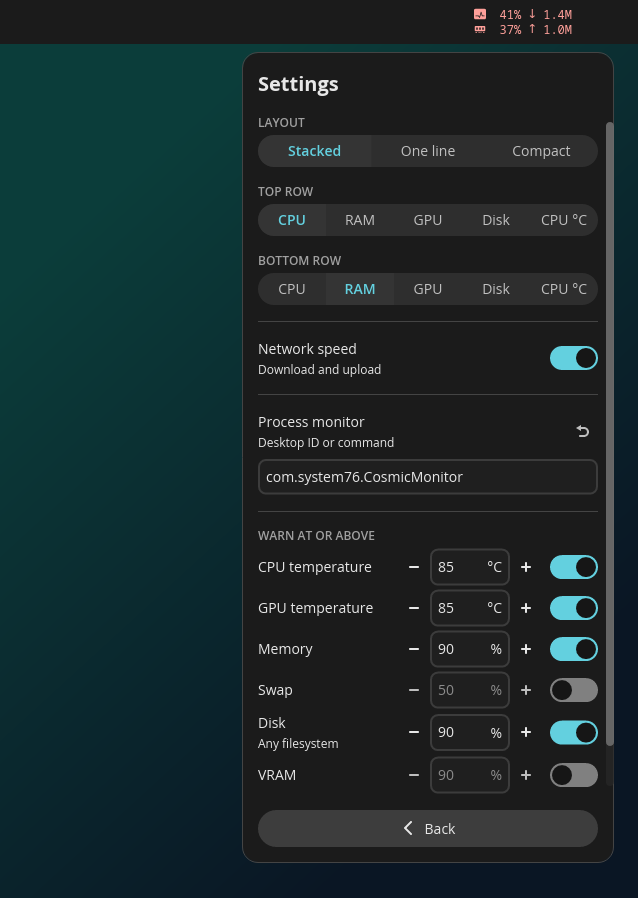 41% ↓ 1.4M
37% ↑ 1.0M
Settings
LAYOUT
Stacked One line Compact
TOP ROW
CPU RAM GPU Disk CPU °C
BOTTOM ROW
CPU RAM GPU Disk CPU °C
Network speed
Download and upload
Process monitor
Desktop ID or command
com.system76.CosmicMonitor
WARN AT OR ABOVE
CPU temperature − 85 °C +
GPU temperature − 85 °C +
Memory − 90 % +
Swap − 50 % +
Disk
Any filesystem
− 90 % +
VRAM − 90 % +
Back